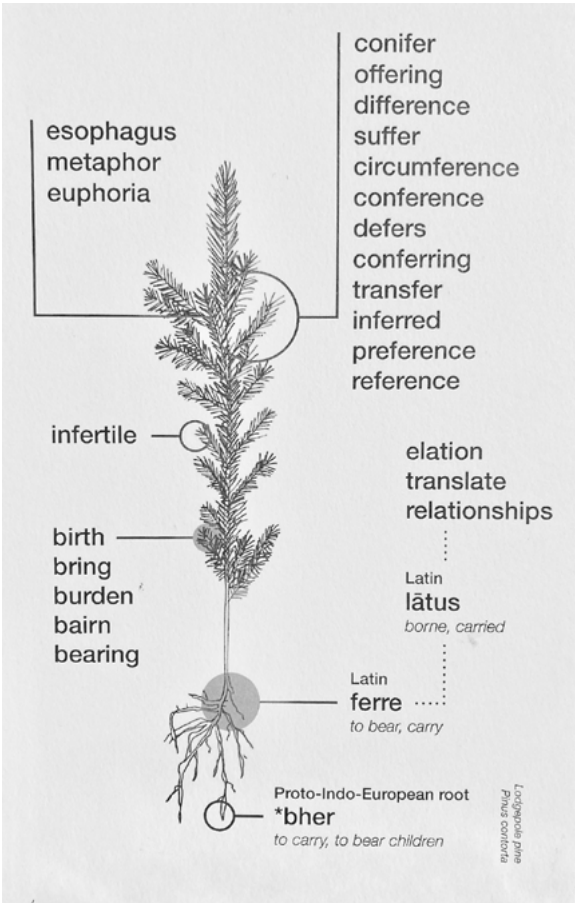 conifer
offering
difference
suffer
circumference
conference
defers
conferring
transfer
inferred
preference
reference
esophagus
metaphor
euphoria
infertile
elation
translate
relationships
birth
bring
burden
bairn
bearing
Latin
lātus
borne, carried
Latin
ferre
to bear, carry
Proto-Indo-European root
*bher
to carry, to bear children
Lodgepole pine
Pinus contorta